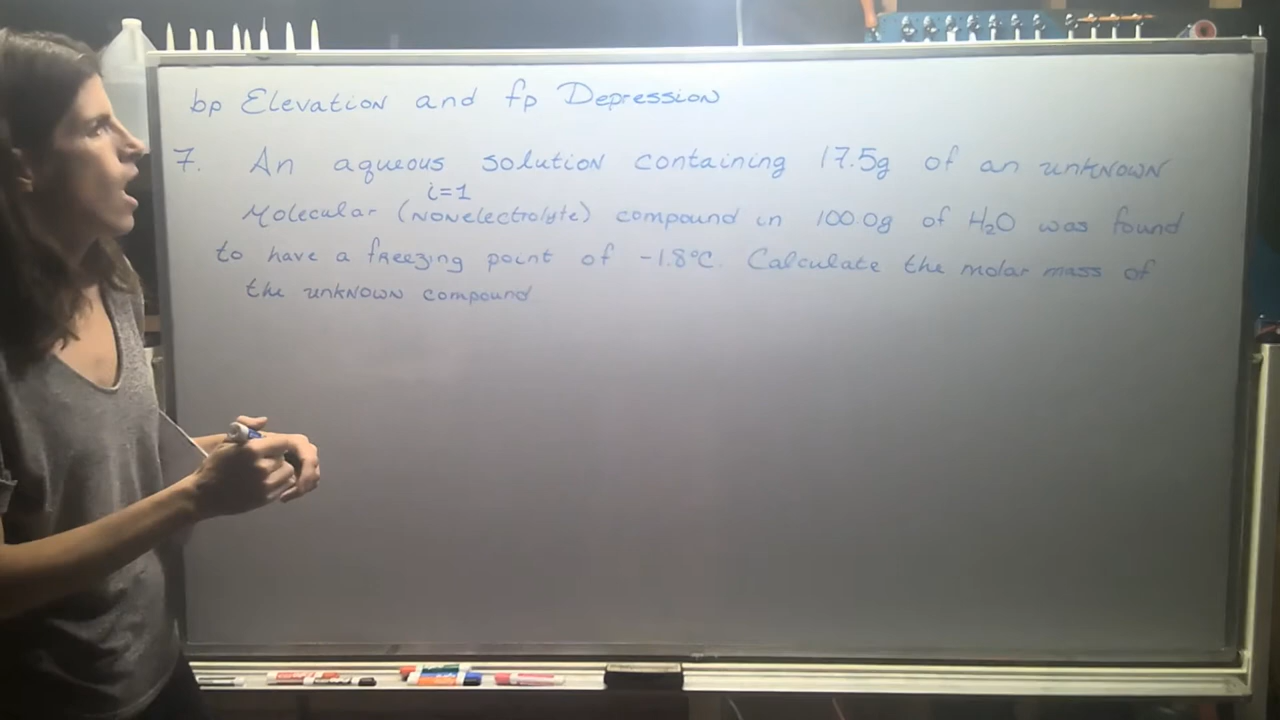 bp Elevation and fp Depression
7. An aqueous solution containing 17.5g of an unknown
i=1
molecular (nonelectrolyte) compound in 100.0g of H₂O was found
to have a freezing point of -1.8°C. Calculate the molar mass of
the unknown compound